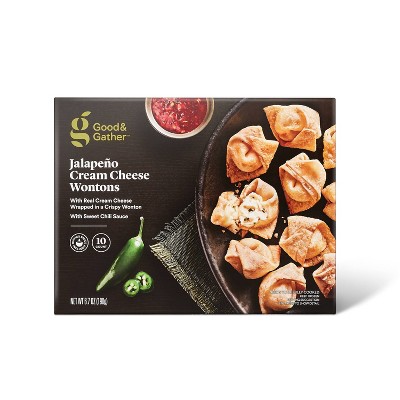 g
Good&
Gather™
Jalapeño
Cream Cheese
Wontons
With Real Cream Cheese
Wrapped in a Crispy Wonton
With Sweet Chili Sauce
10
NET WT 6.7 OZ (190g)